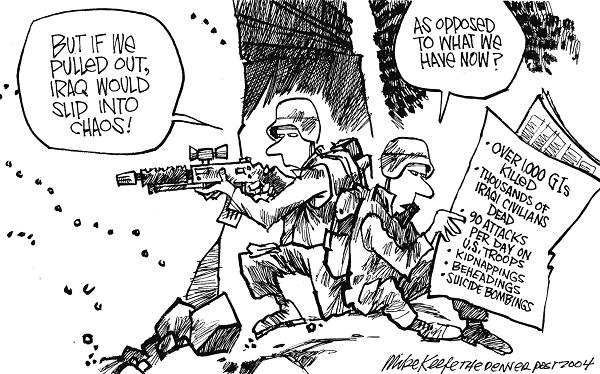 BUT IF WE
PULLED OUT,
IRAQ WOULD
SLIP INTO
CHAOS!
AS OPPOSED
TO WHAT WE
HAVE NOW?
• OVER 1000 GIs
KILLED
• THOUSANDS OF
IRAQI CIVILIANS
DEAD
• 90 ATTACKS
PER DAY ON
U.S. TROOPS
• KIDNAPPINGS
• BEHEADINGS
• SUICIDE BOMBINGS
Mike Keefe THE DENVER POST 2004